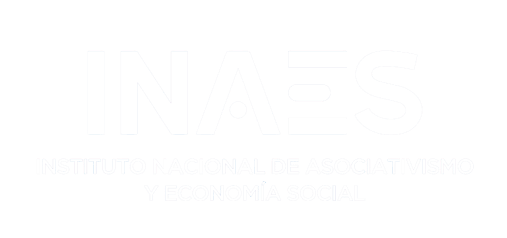 INAES
INSTITUTO NACIONAL DE ASOCIATIVISMO
Y ECONOMÍA SOCIAL